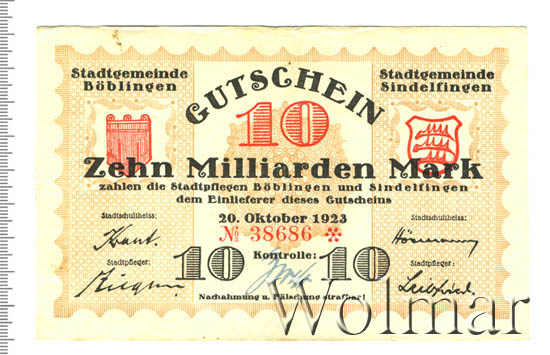 Stadtgemeinde
Böblingen
GUTSCHEIN
Stadtgemeinde
Sindelfingen
10
Zehn Milliarden Mark
zahlen die Stadtpflegen Böblingen und Sindelfingen
dem Einlieferer dieses Gutscheins
Stadtschultheiss:
20. Oktober 1923
Stadtschultheiss:
№ 38686 ✲
10
Kontrolle:
10
Stadtpfleger:
Stadtpfleger:
Nachahmung u. Fälschung strafbar!
Wolmar